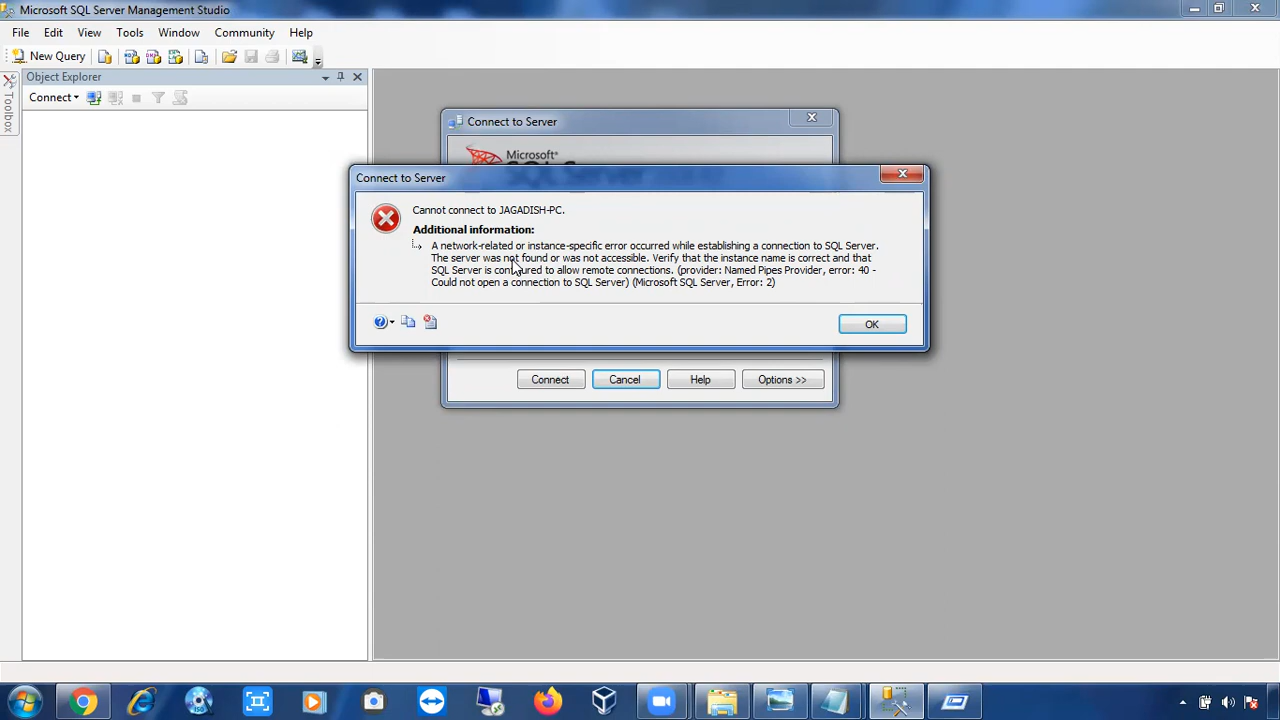 Microsoft SQL Server Management Studio
File Edit View Tools Window Community Help
New Query
Object Explorer
Connect
Toolbox
Connect to Server
Microsoft®
SQL Server
Connect to Server
Cannot connect to JAGADISH-PC.
Additional information:
A network-related or instance-specific error occurred while establishing a connection to SQL Server.
The server was not found or was not accessible. Verify that the instance name is correct and that
SQL Server is configured to allow remote connections. (provider: Named Pipes Provider, error: 40 -
Could not open a connection to SQL Server) (Microsoft SQL Server, Error: 2)
OK
Connect Cancel Help Options >>